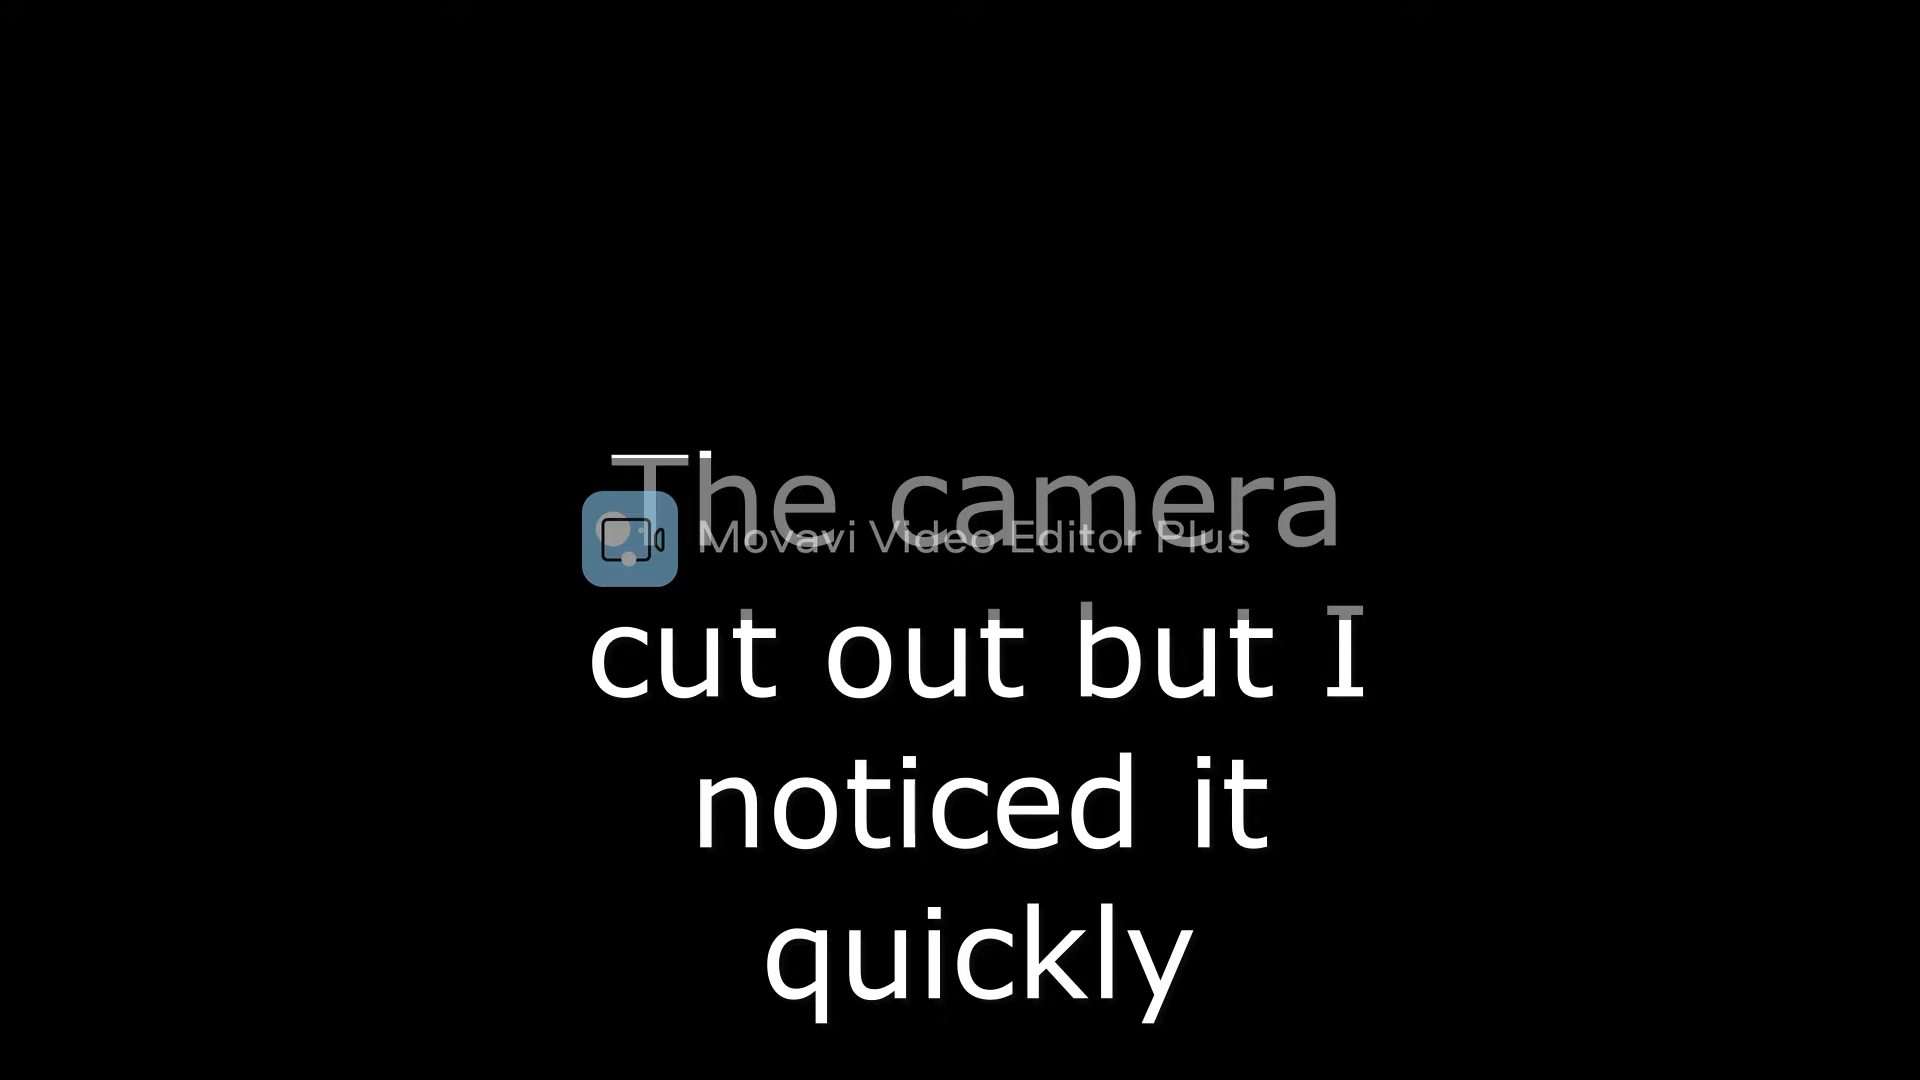 The camera
Movavi Video Editor Plus
cut out but I
noticed it
quickly